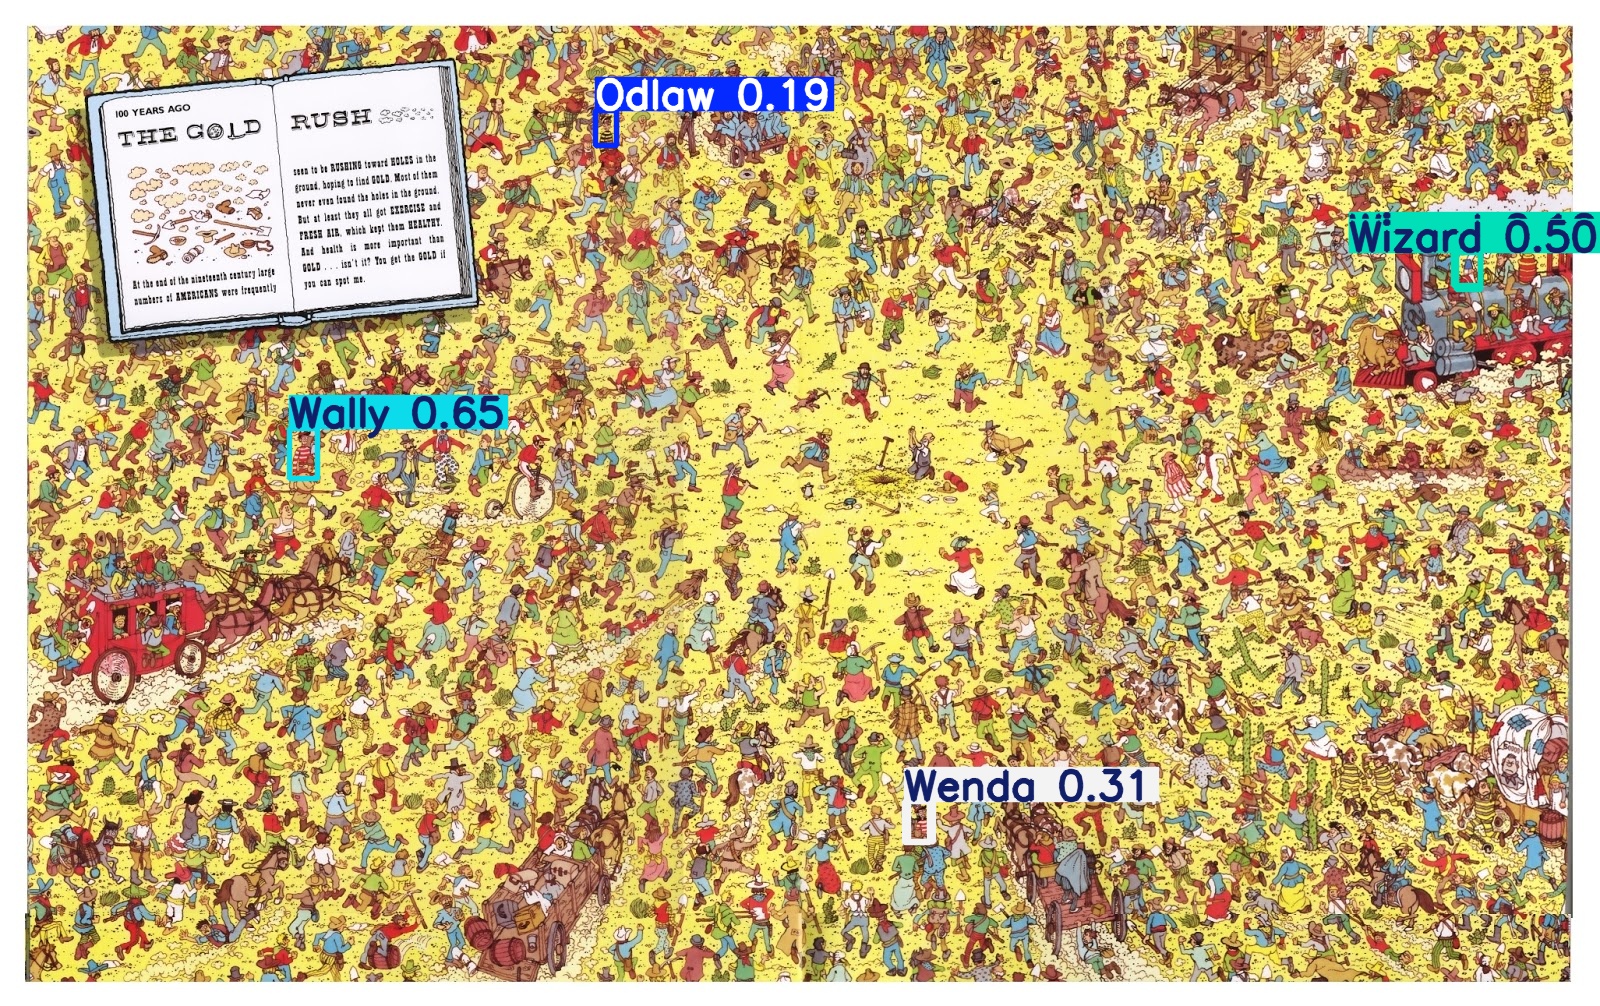 Odlaw 0.19
100 YEARS AGO
THE GOLD
RUSH
seen to be RUSHING toward HOLES in the
ground, hoping to find GOLD. Most of them
never even found the holes in the ground.
But at least they all got EXERCISE and
FRESH AIR, which kept them HEALTHY.
And health is more important than
GOLD . . . isn't it? You get the GOLD if
you can spot me.
At the end of the nineteenth century large
numbers of AMERICANS were frequently
Wizard 0.50
Wally 0.65
Wenda 0.31